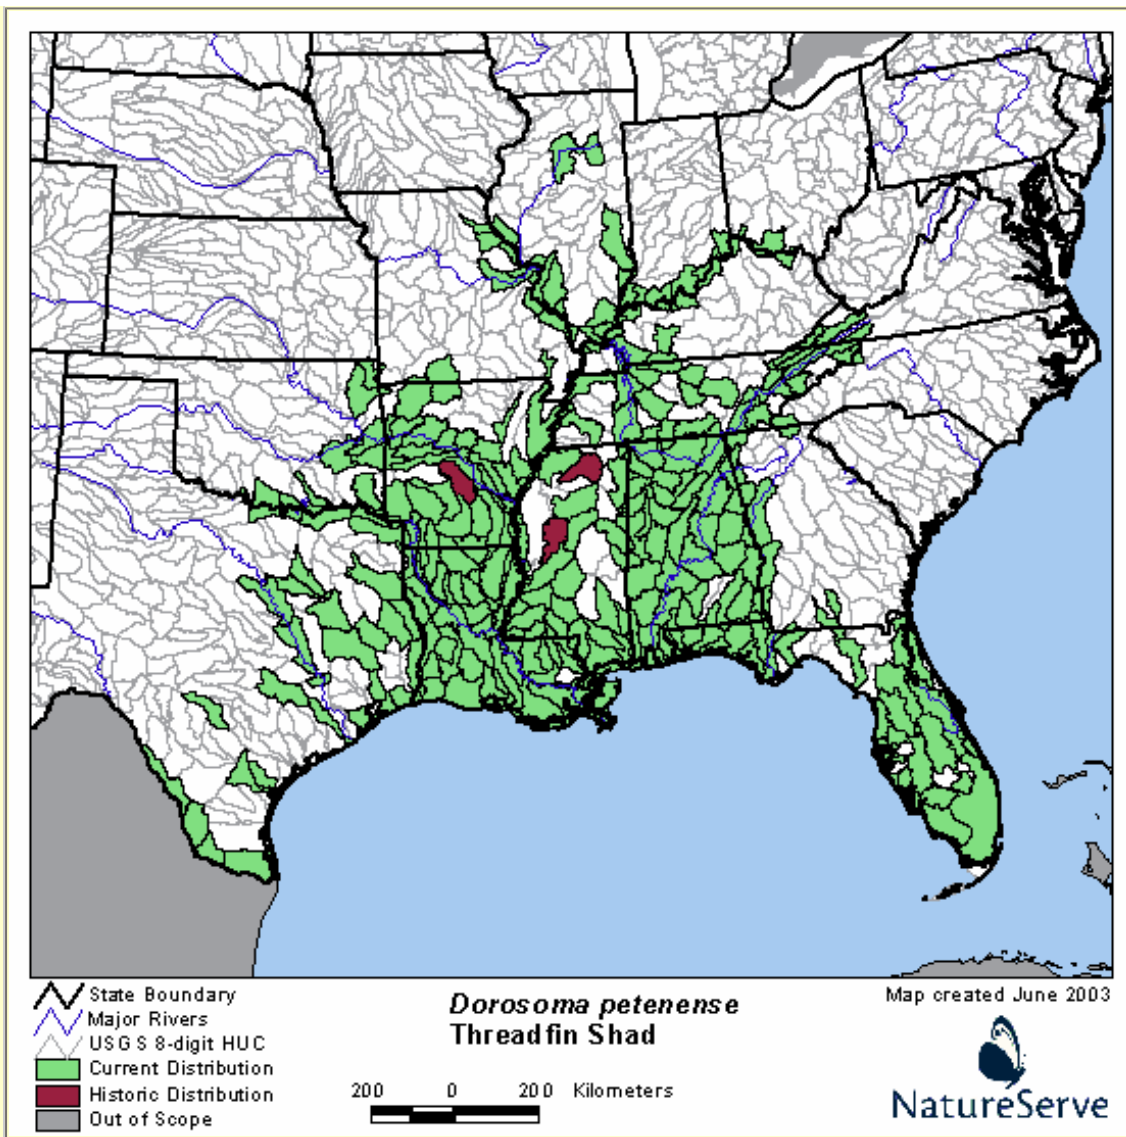 State Boundary
Major Rivers
USGS 8-digit HUC
Current Distribution
Historic Distribution
Out of Scope
Dorosoma petenense
Threadfin Shad
200 0 200 Kilometers
Map created June 2003
NatureServe